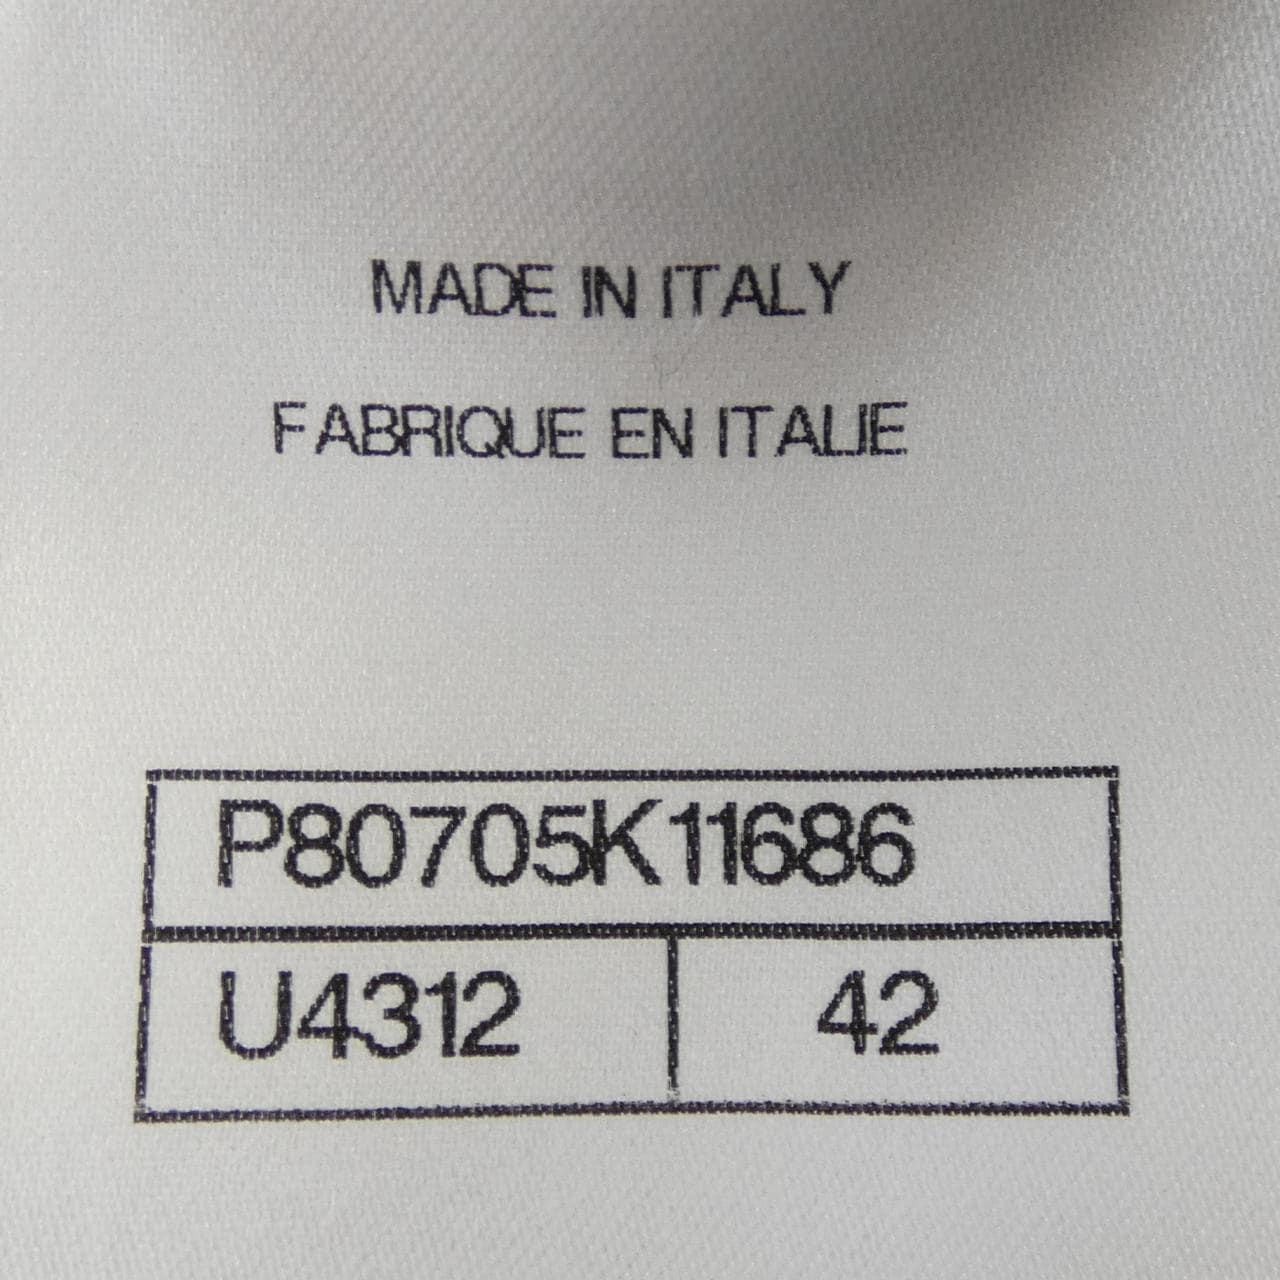 MADE IN ITALY
FABRIQUE EN ITALIE
P80705K11686
U4312 42